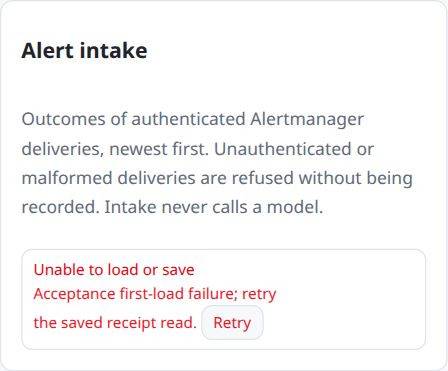 Alert intake
Outcomes of authenticated Alertmanager
deliveries, newest first. Unauthenticated or
malformed deliveries are refused without being
recorded. Intake never calls a model.
Unable to load or save
Acceptance first-load failure; retry
the saved receipt read. Retry